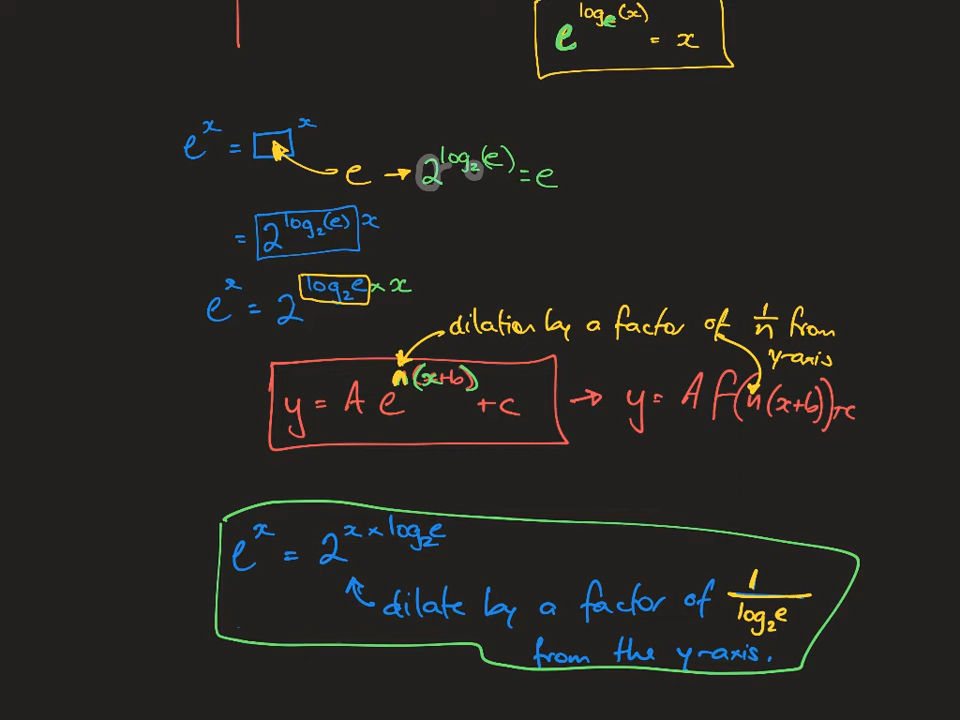 e^{log_e(x)} = x
e^x = □^x
e → 2^{log_2(e)} = e
= 2^{log_2(e) x}
e^x = 2^{log_2 e × x}
dilation by a factor of 1/n from
y-axis
y = A e^{n(x+b)} + c → y = A f(n(x+b)) + c
e^x = 2^{x × log_2 e}
dilate by a factor of 1/log_2 e
from the y-axis.